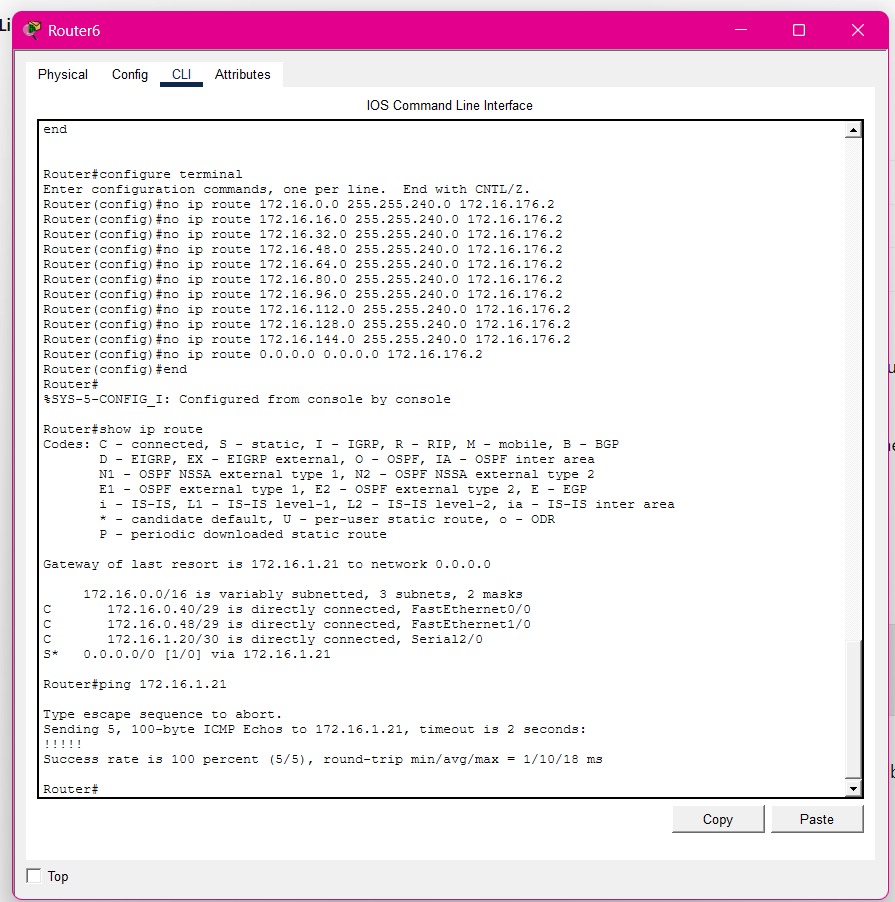 Li
Router6
Physical Config CLI Attributes
IOS Command Line Interface
end
Router#configure terminal
Enter configuration commands, one per line.  End with CNTL/Z.
Router(config)#no ip route 172.16.0.0 255.255.240.0 172.16.176.2
Router(config)#no ip route 172.16.16.0 255.255.240.0 172.16.176.2
Router(config)#no ip route 172.16.32.0 255.255.240.0 172.16.176.2
Router(config)#no ip route 172.16.48.0 255.255.240.0 172.16.176.2
Router(config)#no ip route 172.16.64.0 255.255.240.0 172.16.176.2
Router(config)#no ip route 172.16.80.0 255.255.240.0 172.16.176.2
Router(config)#no ip route 172.16.96.0 255.255.240.0 172.16.176.2
Router(config)#no ip route 172.16.112.0 255.255.240.0 172.16.176.2
Router(config)#no ip route 172.16.128.0 255.255.240.0 172.16.176.2
Router(config)#no ip route 172.16.144.0 255.255.240.0 172.16.176.2
Router(config)#no ip route 0.0.0.0 0.0.0.0 172.16.176.2
Router(config)#end
Router#
%SYS-5-CONFIG_I: Configured from console by console
Router#show ip route
Codes: C - connected, S - static, I - IGRP, R - RIP, M - mobile, B - BGP
       D - EIGRP, EX - EIGRP external, O - OSPF, IA - OSPF inter area
       N1 - OSPF NSSA external type 1, N2 - OSPF NSSA external type 2
       E1 - OSPF external type 1, E2 - OSPF external type 2, E - EGP
       i - IS-IS, L1 - IS-IS level-1, L2 - IS-IS level-2, ia - IS-IS inter area
       * - candidate default, U - per-user static route, o - ODR
       P - periodic downloaded static route
Gateway of last resort is 172.16.1.21 to network 0.0.0.0
     172.16.0.0/16 is variably subnetted, 3 subnets, 2 masks
C       172.16.0.40/29 is directly connected, FastEthernet0/0
C       172.16.0.48/29 is directly connected, FastEthernet1/0
C       172.16.1.20/30 is directly connected, Serial2/0
S*   0.0.0.0/0 [1/0] via 172.16.1.21
Router#ping 172.16.1.21
Type escape sequence to abort.
Sending 5, 100-byte ICMP Echos to 172.16.1.21, timeout is 2 seconds:
!!!!!
Success rate is 100 percent (5/5), round-trip min/avg/max = 1/10/18 ms
Router#
Copy Paste
Top